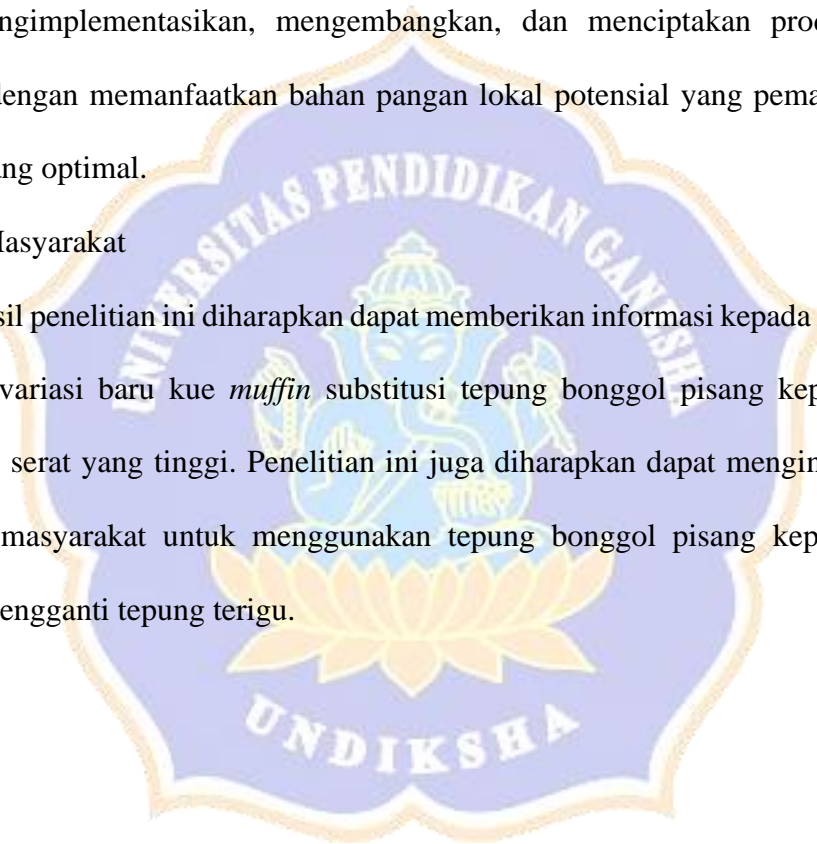 ngimplementasikan, mengembangkan, dan menciptakan proc
dengan memanfaatkan bahan pangan lokal potensial yang pema
ang optimal.
Masyarakat
sil penelitian ini diharapkan dapat memberikan informasi kepada
variasi baru kue muffin substitusi tepung bonggol pisang kep
serat yang tinggi. Penelitian ini juga diharapkan dapat mengin
masyarakat untuk menggunakan tepung bonggol pisang kep
engganti tepung terigu.
UNIVERSITAS PENDIDIKAN GANESHA
UNDIKSHA